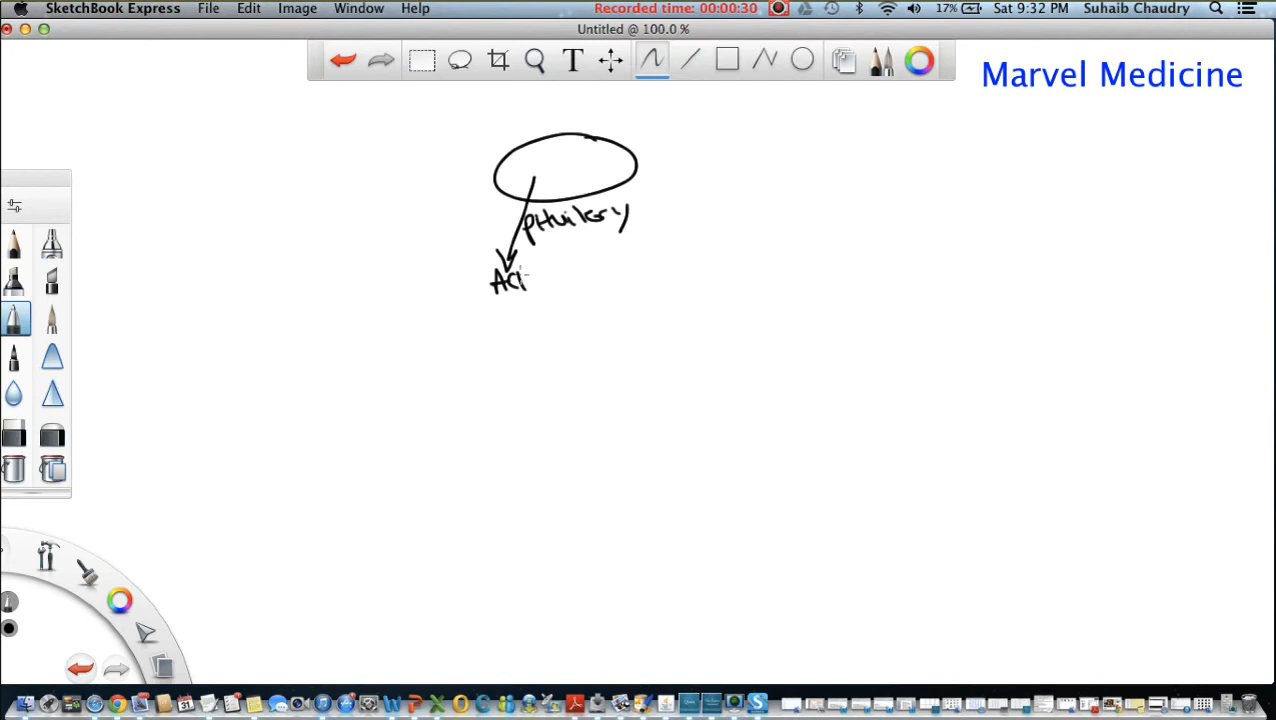 SketchBook Express File Edit Image Window Help Recorded time: 00:00:30 17% Sat 9:32 PM Suhaib Chaudry
Untitled @ 100.0 %
T
Marvel Medicine
pituitary
ACT